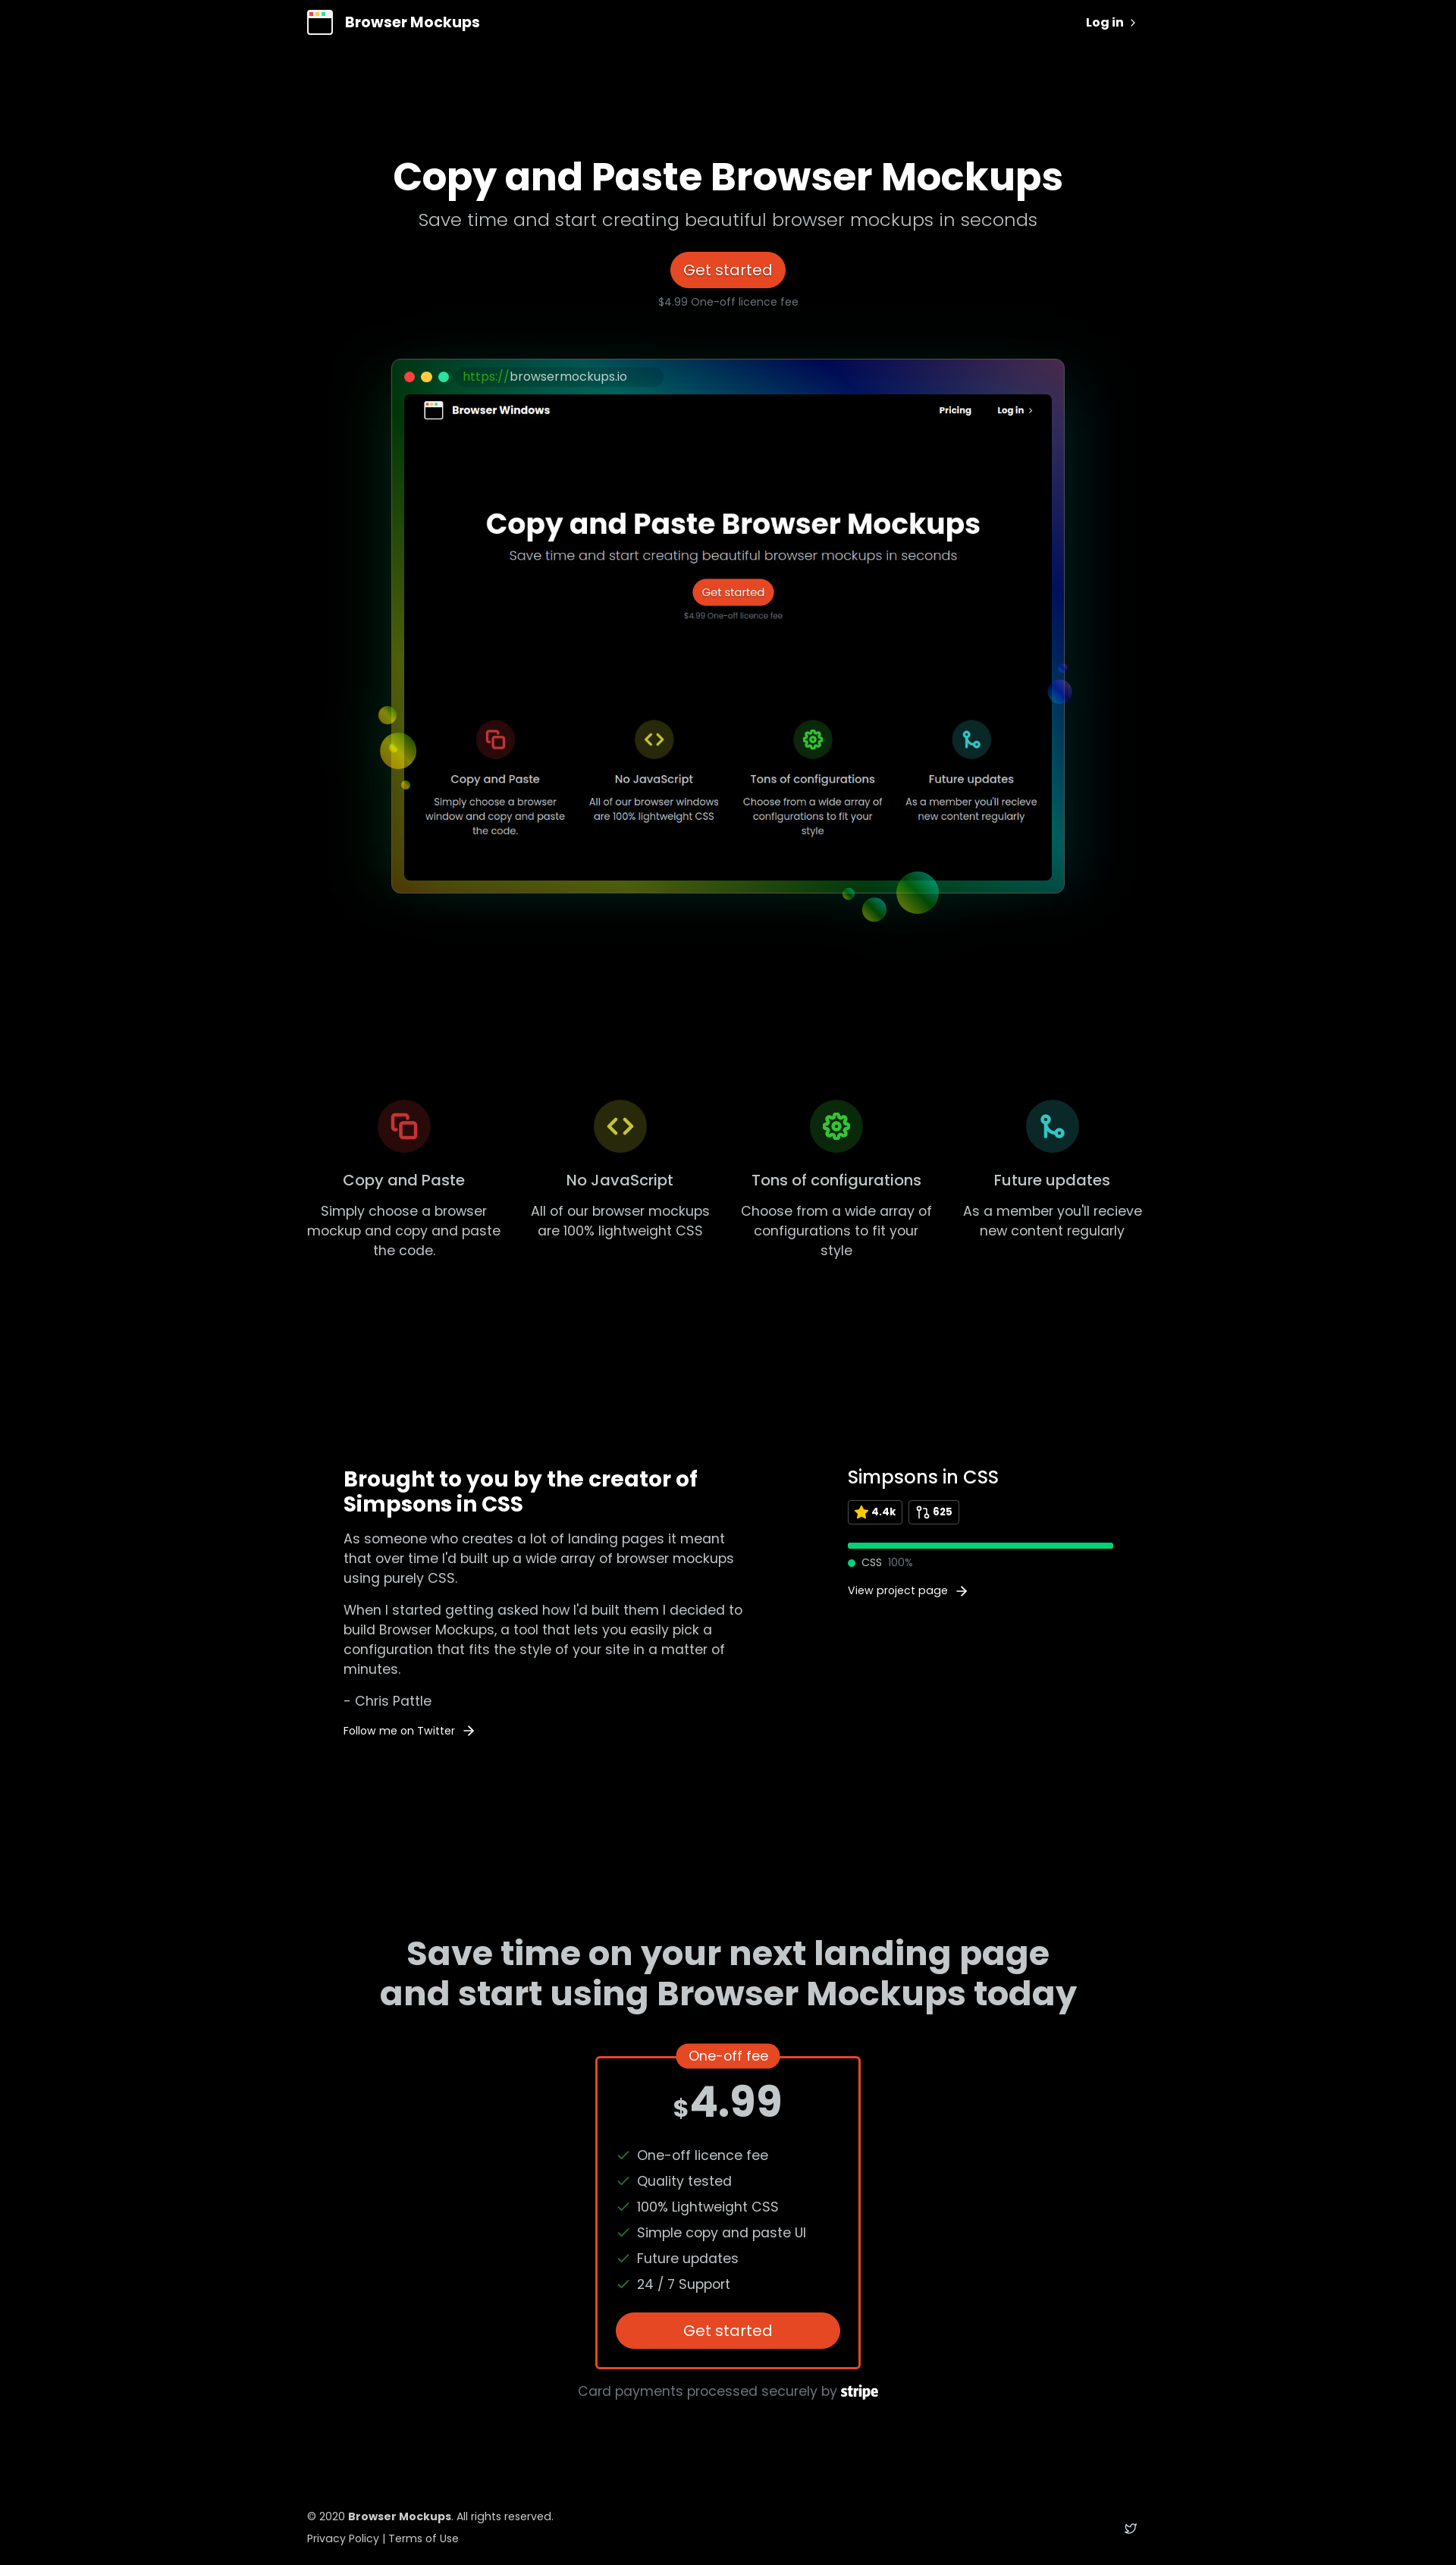 Browser Mockups
Log in
Copy and Paste Browser Mockups
Save time and start creating beautiful browser mockups in seconds
Get started
$4.99 One-off licence fee
https://browsermockups.io
Browser Windows
Pricing
Log in
Copy and Paste Browser Mockups
Save time and start creating beautiful browser mockups in seconds
Get started
$4.99 One-off licence fee
Copy and Paste
Simply choose a browser
window and copy and paste
the code.
No JavaScript
All of our browser windows
are 100% lightweight CSS
Tons of configurations
Choose from a wide array of
configurations to fit your
style
Future updates
As a member you'll recieve
new content regularly
Copy and Paste
Simply choose a browser
mockup and copy and paste
the code.
No JavaScript
All of our browser mockups
are 100% lightweight CSS
Tons of configurations
Choose from a wide array of
configurations to fit your
style
Future updates
As a member you'll recieve
new content regularly
Brought to you by the creator of
Simpsons in CSS
As someone who creates a lot of landing pages it meant
that over time I'd built up a wide array of browser mockups
using purely CSS.
When I started getting asked how I'd built them I decided to
build Browser Mockups, a tool that lets you easily pick a
configuration that fits the style of your site in a matter of
minutes.
- Chris Pattle
Follow me on Twitter
Simpsons in CSS
4.4k
625
CSS 100%
View project page
Save time on your next landing page
and start using Browser Mockups today
One-off fee
$4.99
One-off licence fee
Quality tested
100% Lightweight CSS
Simple copy and paste UI
Future updates
24 / 7 Support
Get started
Card payments processed securely by stripe
© 2020 Browser Mockups. All rights reserved.
Privacy Policy | Terms of Use